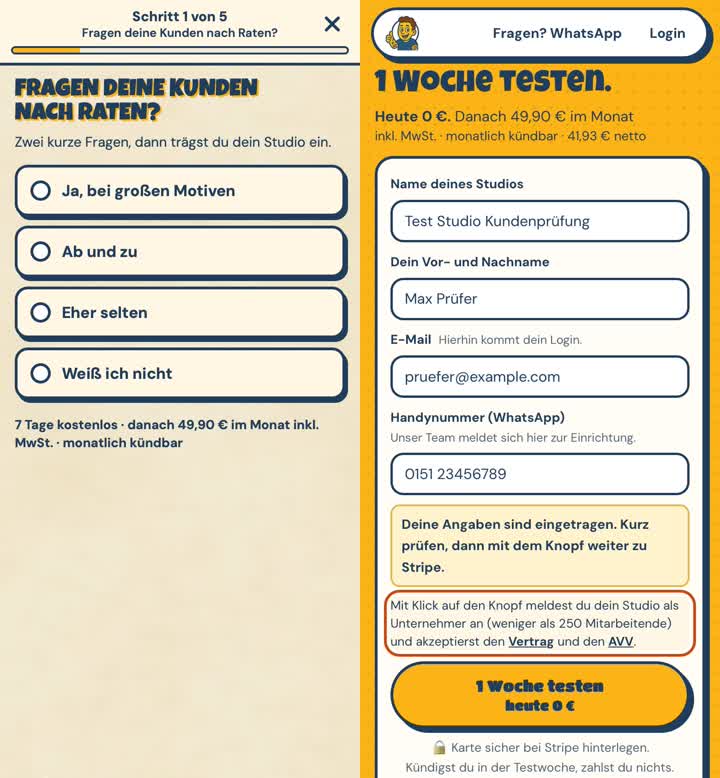 Schritt 1 von 5
Fragen deine Kunden nach Raten?
FRAGEN DEINE KUNDEN
NACH RATEN?
Zwei kurze Fragen, dann trägst du dein Studio ein.
Ja, bei großen Motiven
Ab und zu
Eher selten
Weiß ich nicht
7 Tage kostenlos · danach 49,90 € im Monat inkl.
MwSt. · monatlich kündbar
Fragen? WhatsApp
Login
1 Woche testen.
Heute 0 €. Danach 49,90 € im Monat
inkl. MwSt. · monatlich kündbar · 41,93 € netto
Name deines Studios
Test Studio Kundenprüfung
Dein Vor- und Nachname
Max Prüfer
E-Mail Hierhin kommt dein Login.
pruefer@example.com
Handynummer (WhatsApp)
Unser Team meldet sich hier zur Einrichtung.
0151 23456789
Deine Angaben sind eingetragen. Kurz
prüfen, dann mit dem Knopf weiter zu
Stripe.
Mit Klick auf den Knopf meldest du dein Studio als
Unternehmer an (weniger als 250 Mitarbeitende)
und akzeptierst den Vertrag und den AVV.
1 Woche testen
heute 0 €
Karte sicher bei Stripe hinterlegen.
Kündigst du in der Testwoche, zahlst du nichts.